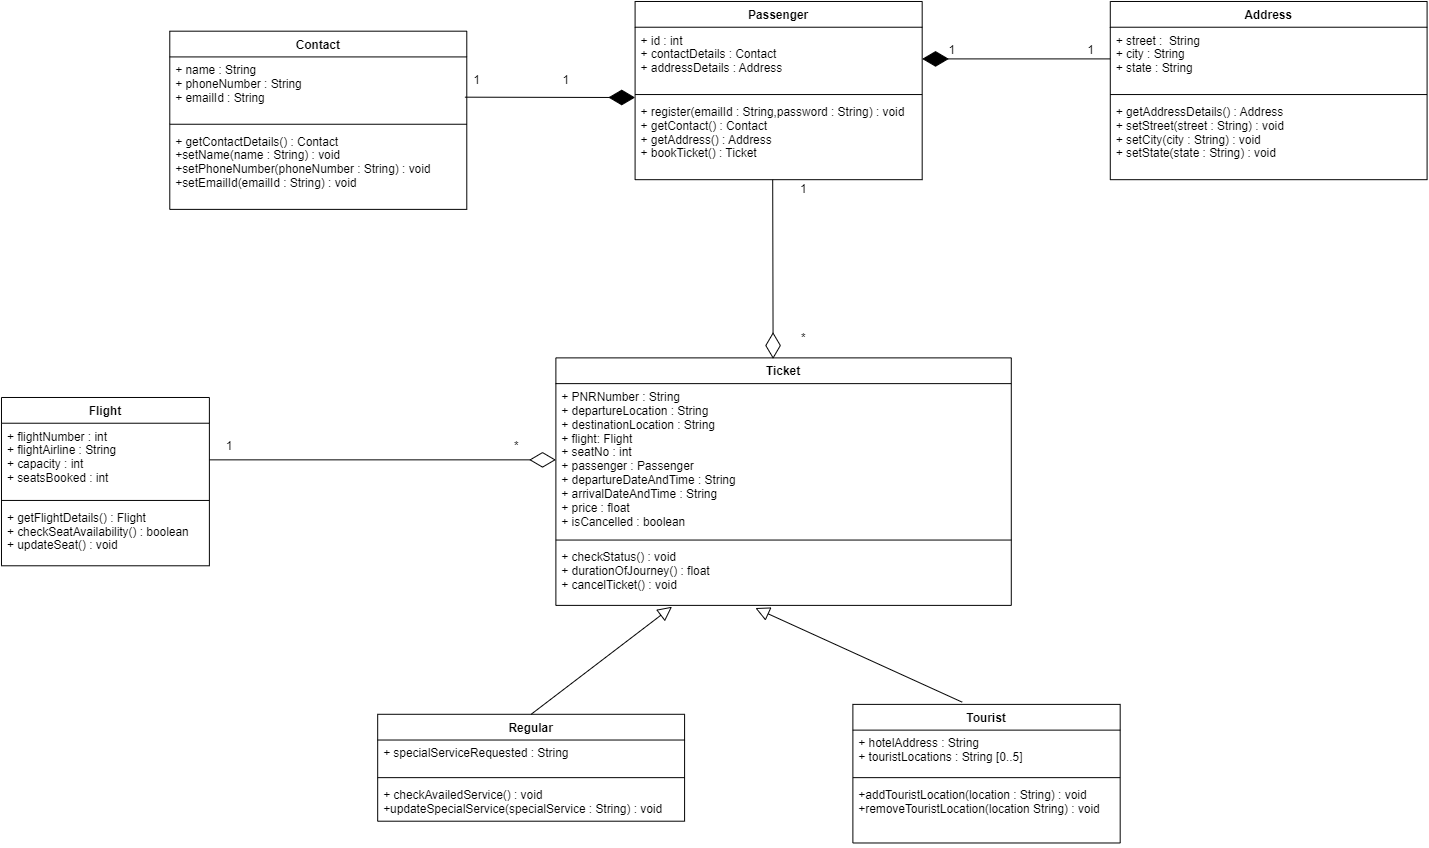 Contact
+ name : String
+ phoneNumber : String
+ emailId : String
+ getContactDetails() : Contact
+setName(name : String) : void
+setPhoneNumber(phoneNumber : String) : void
+setEmailId(emailId : String) : void
1
1
Passenger
+ id : int
+ contactDetails : Contact
+ addressDetails : Address
+ register(emailId : String,password : String) : void
+ getContact() : Contact
+ getAddress() : Address
+ bookTicket() : Ticket
1
1
Address
+ street :  String
+ city : String
+ state : String
+ getAddressDetails() : Address
+ setStreet(street : String) : void
+ setCity(city : String) : void
+ setState(state : String) : void
1
*
Flight
+ flightNumber : int
+ flightAirline : String
+ capacity : int
+ seatsBooked : int
+ getFlightDetails() : Flight
+ checkSeatAvailability() : boolean
+ updateSeat() : void
1
*
Ticket
+ PNRNumber : String
+ departureLocation : String
+ destinationLocation : String
+ flight: Flight
+ seatNo : int
+ passenger : Passenger
+ departureDateAndTime : String
+ arrivalDateAndTime : String
+ price : float
+ isCancelled : boolean
+ checkStatus() : void
+ durationOfJourney() : float
+ cancelTicket() : void
Regular
+ specialServiceRequested : String
+ checkAvailedService() : void
+updateSpecialService(specialService : String) : void
Tourist
+ hotelAddress : String
+ touristLocations : String [0..5]
+addTouristLocation(location : String) : void
+removeTouristLocation(location String) : void